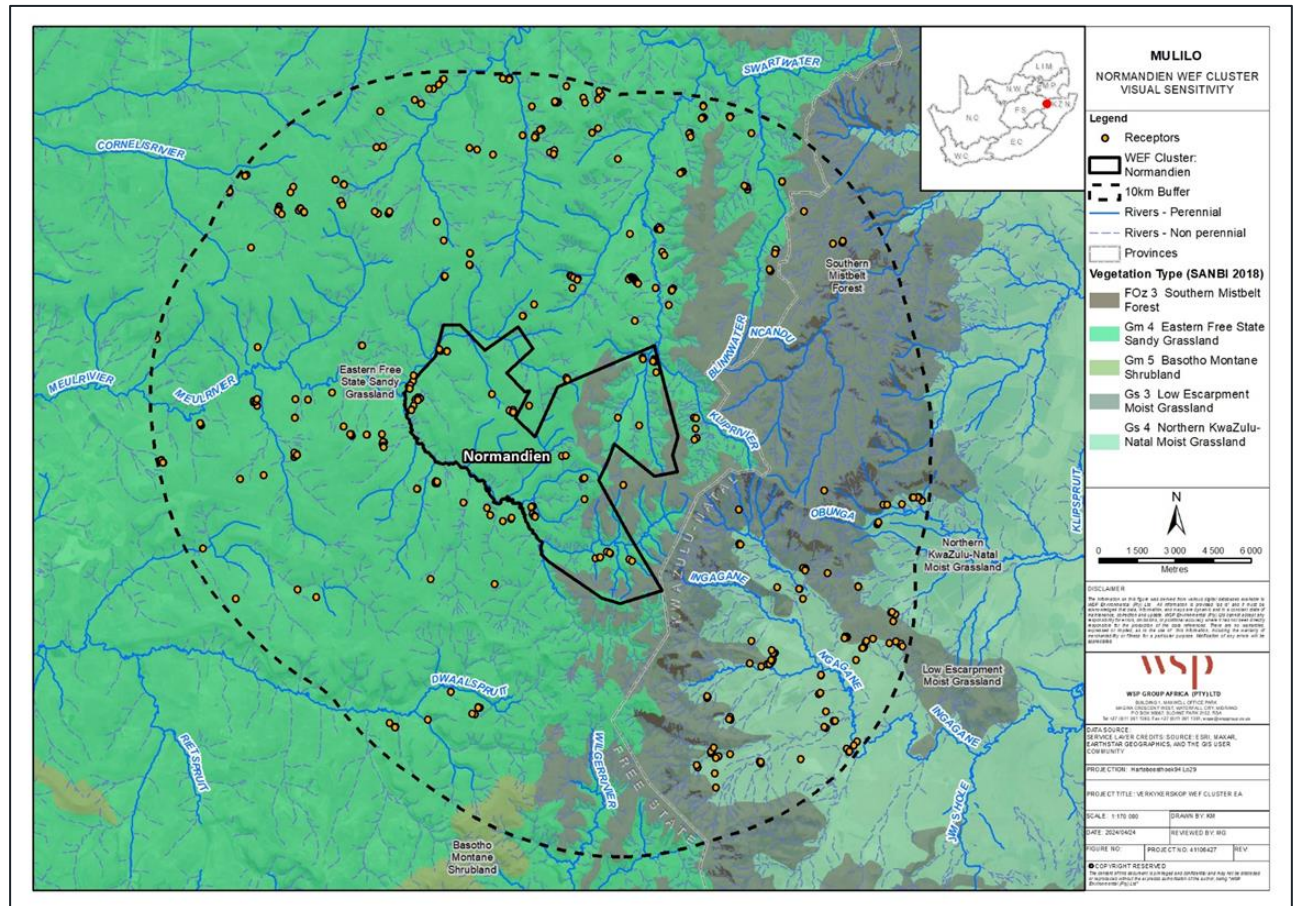 SWARTWATER
CORNELISRIVIER
Southern
Mistbelt
Forest
BLINKWATER
NCANDU
MEULRIVIER
MEULRIVIER
Eastern Free
State Sandy
Grassland
KLIPRIVIER
Normandien
KLIPSPRUIT
OBUNGA
KWAZULU-NATAL
Northern
KwaZulu-Natal
Moist Grassland
INGAGANE
INGAGANE
Low Escarpment
Moist Grassland
DWAALSPRUIT
INGAGANE
RIETSPRUIT
WILGERIVIER
FREE STATE
Basotho
Montane
Shrubland
LIM
N.W
MP
N.C
FS
KZN
E.C
W.C
MULILO
NORMANDIEN WEF CLUSTER
VISUAL SENSITIVITY
Legend
Receptors
WEF Cluster:
Normandien
10km Buffer
Rivers - Perennial
Rivers - Non perennial
Provinces
Vegetation Type (SANBI 2018)
FOz 3 Southern Mistbelt
Forest
Gm 4 Eastern Free State
Sandy Grassland
Gm 5 Basotho Montane
Shrubland
Gs 3 Low Escarpment
Moist Grassland
Gs 4 Northern KwaZulu-
Natal Moist Grassland
N
0 1 500 3 000 4 500 6 000
Metres
DISCLAIMER
wsp
WSP GROUP AFRICA (PTY) LTD
DATA SOURCE:
SERVICE LAYER CREDITS: SOURCE: ESRI, MAXAR,
EARTHSTAR GEOGRAPHICS, AND THE GIS USER
COMMUNITY
PROJECTION: Hartebeesthoek94 Lo29
PROJECT TITLE: VERKYKERSKOP WEF CLUSTER EA
SCALE: 1:170 000
DRAWN BY: KM
DATE: 2024/04/24
REVIEWED BY: MG
FIGURE NO:
PROJECT NO: 41106427
REV:
© COPYRIGHT RESERVED